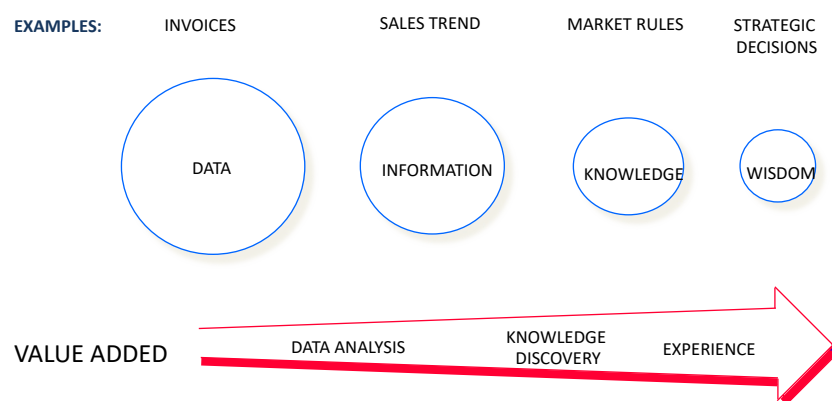 EXAMPLES: INVOICES SALES TREND MARKET RULES STRATEGIC
DECISIONS
DATA INFORMATION KNOWLEDGE WISDOM
VALUE ADDED DATA ANALYSIS KNOWLEDGE
DISCOVERY EXPERIENCE